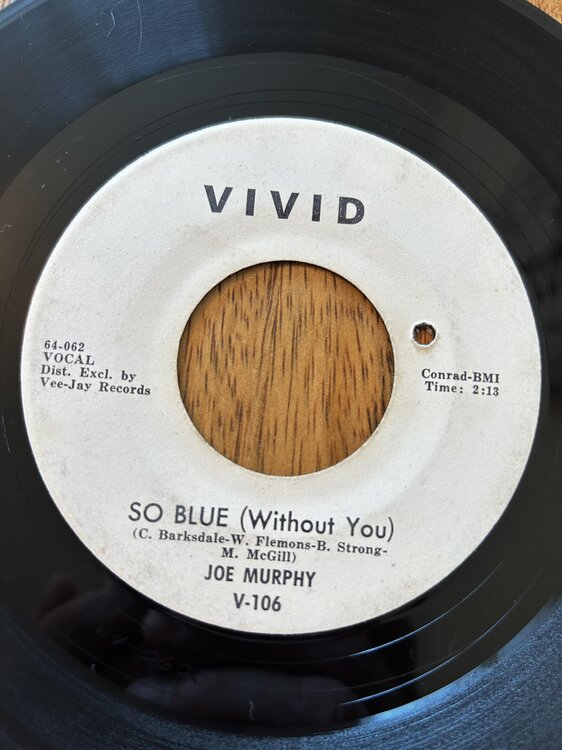 VIVID
64-062
VOCAL
Dist. Excl. by
Vee-Jay Records
Conrad-BMI
Time: 2:13
SO BLUE (Without You)
(C. Barksdale-W. Flemons-B. Strong-
M. McGill)
JOE MURPHY
V-106